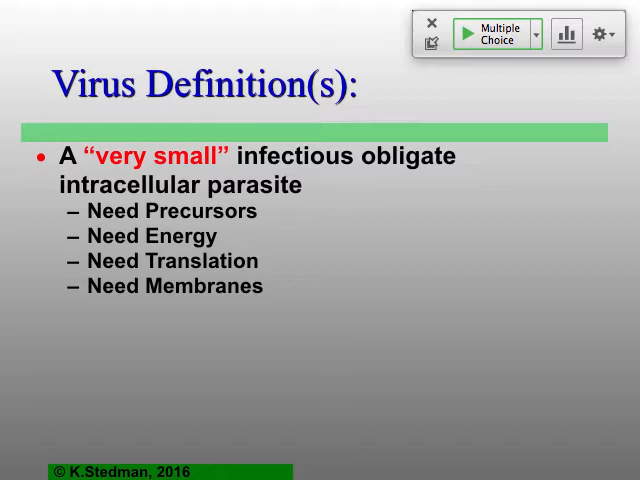 Multiple
Choice
Virus Definition(s):
• A “very small” infectious obligate
intracellular parasite
– Need Precursors
– Need Energy
– Need Translation
– Need Membranes
© K.Stedman, 2016